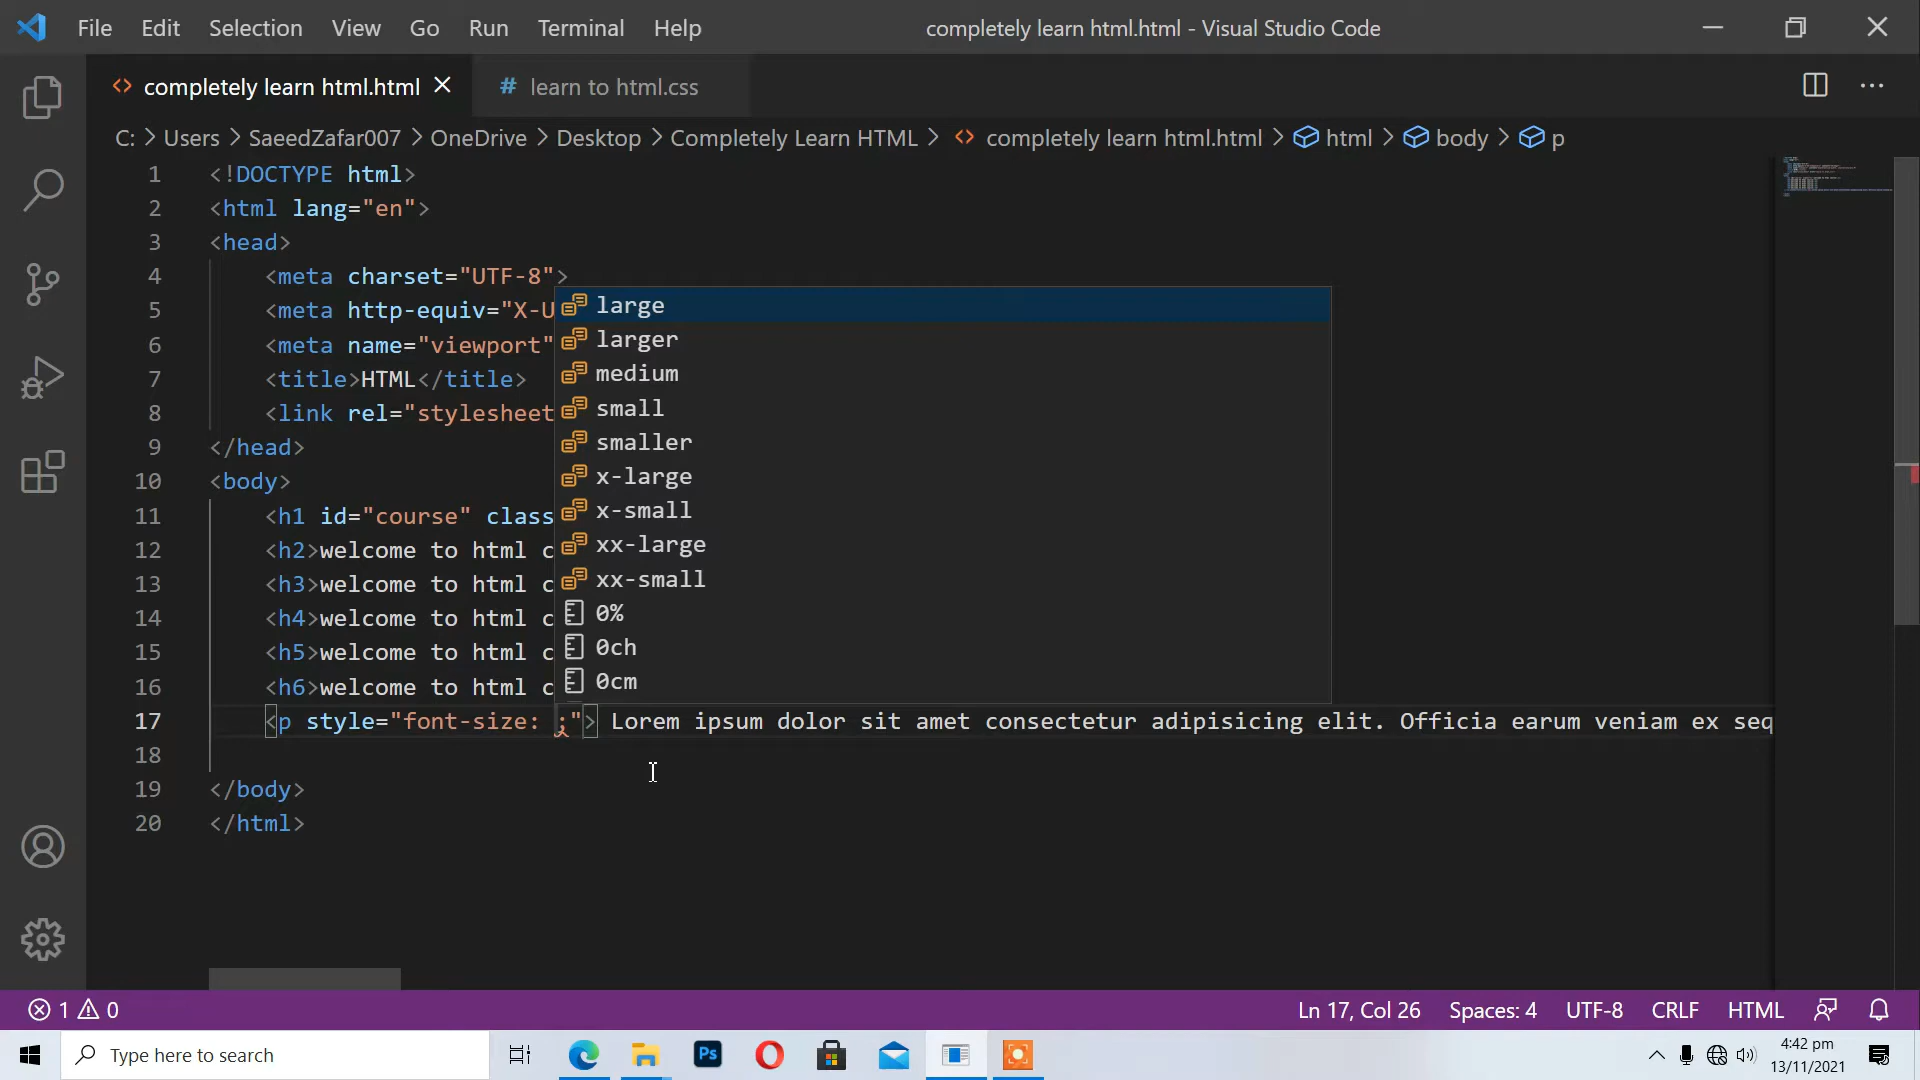 File Edit Selection View Go Run Terminal Help completely learn html.html - Visual Studio Code
completely learn html.html # learn to html.css
C: > Users > SaeedZafar007 > OneDrive > Desktop > Completely Learn HTML > completely learn html.html > html > body > p
1 <!DOCTYPE html>
2 <html lang="en">
3 <head>
4 <meta charset="UTF-8">
5 <meta http-equiv="X-U
6 <meta name="viewport"
7 <title>HTML</title>
8 <link rel="stylesheet
9 </head>
10 <body>
11 <h1 id="course" class
12 <h2>welcome to html c
13 <h3>welcome to html c
14 <h4>welcome to html c
15 <h5>welcome to html c
16 <h6>welcome to html c
17 <p style="font-size: ;"> Lorem ipsum dolor sit amet consectetur adipisicing elit. Officia earum veniam ex seq
18
19 </body>
20 </html>
large
larger
medium
small
smaller
x-large
x-small
xx-large
xx-small
0%
0ch
0cm
1 0 Ln 17, Col 26 Spaces: 4 UTF-8 CRLF HTML
Type here to search Ps 4:42 pm
13/11/2021